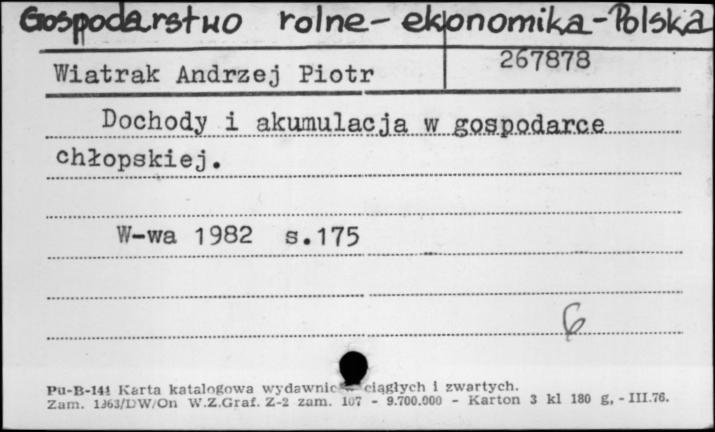 Gospodarstwo rolne-ekonomika-Polska
267878
Wiatrak Andrzej Piotr
Dochody i akumulacja w gospodarce
chłopskiej.
W-wa 1982 s.175
6
Pu-B-141 Karta katalogowa wydawnic ciągłych i zwartych.
Zam. 1363/DW/On W.Z.Graf. Z-2 zam. 107 - 9.700.000 - Karton 3 kl 180 g, - III.76.